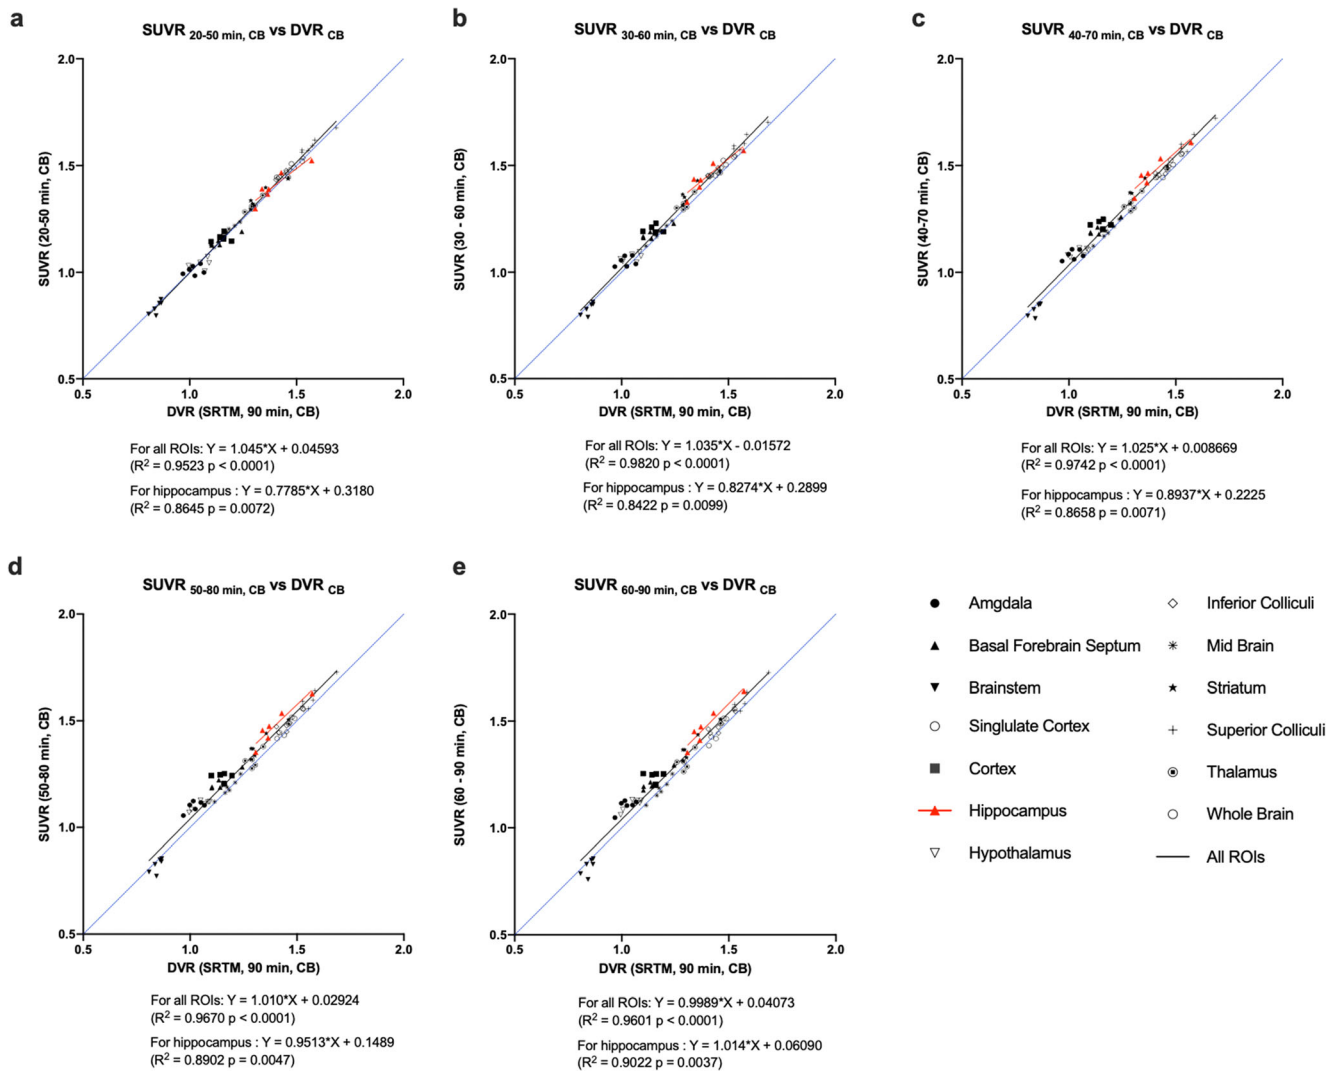 a
SUVR 20-50 min, CB vs DVR CB
SUVR (20-50 min, CB)
2.0
1.5
1.0
0.5
0.5 1.0 1.5 2.0
DVR (SRTM, 90 min, CB)
For all ROIs: Y = 1.045*X + 0.04593
(R2 = 0.9523 p < 0.0001)
For hippocampus : Y = 0.7785*X + 0.3180
(R2 = 0.8645 p = 0.0072)
b
SUVR 30-60 min, CB vs DVR CB
SUVR (30 - 60 min, CB)
2.0
1.5
1.0
0.5
0.5 1.0 1.5 2.0
DVR (SRTM, 90 min, CB)
For all ROIs: Y = 1.035*X - 0.01572
(R2 = 0.9820 p < 0.0001)
For hippocampus : Y = 0.8274*X + 0.2899
(R2 = 0.8422 p = 0.0099)
c
SUVR 40-70 min, CB vs DVR CB
SUVR (40-70 min, CB)
2.0
1.5
1.0
0.5
0.5 1.0 1.5 2.0
DVR (SRTM, 90 min, CB)
For all ROIs: Y = 1.025*X + 0.008669
(R2 = 0.9742 p < 0.0001)
For hippocampus : Y = 0.8937*X + 0.2225
(R2 = 0.8658 p = 0.0071)
d
SUVR 50-80 min, CB vs DVR CB
SUVR (50-80 min, CB)
2.0
1.5
1.0
0.5
0.5 1.0 1.5 2.0
DVR (SRTM, 90 min, CB)
For all ROIs: Y = 1.010*X + 0.02924
(R2 = 0.9670 p < 0.0001)
For hippocampus : Y = 0.9513*X + 0.1489
(R2 = 0.8902 p = 0.0047)
e
SUVR 60-90 min, CB vs DVR CB
SUVR (60 - 90 min, CB)
2.0
1.5
1.0
0.5
0.5 1.0 1.5 2.0
DVR (SRTM, 90 min, CB)
For all ROIs: Y = 0.9989*X + 0.04073
(R2 = 0.9601 p < 0.0001)
For hippocampus : Y = 1.014*X + 0.06090
(R2 = 0.9022 p = 0.0037)
Amgdala
Basal Forebrain Septum
Brainstem
Singlulate Cortex
Cortex
Hippocampus
Hypothalamus
Inferior Colliculi
Mid Brain
Striatum
Superior Colliculi
Thalamus
Whole Brain
All ROIs